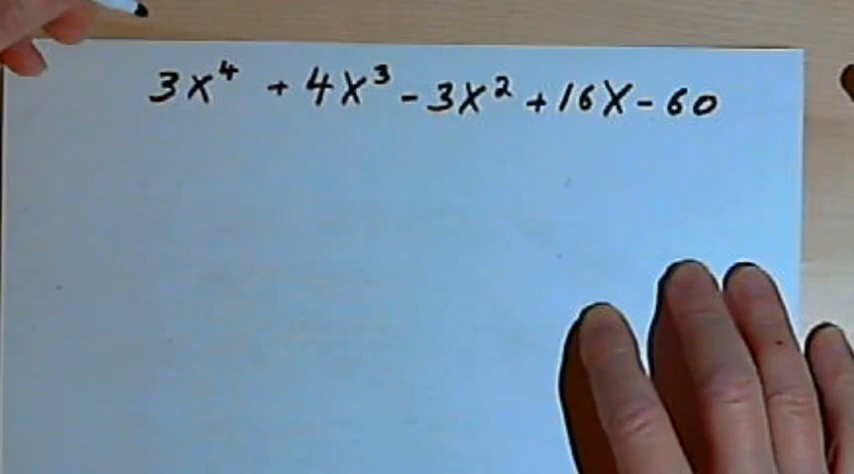 3x⁴ + 4x³ - 3x² + 16x - 60